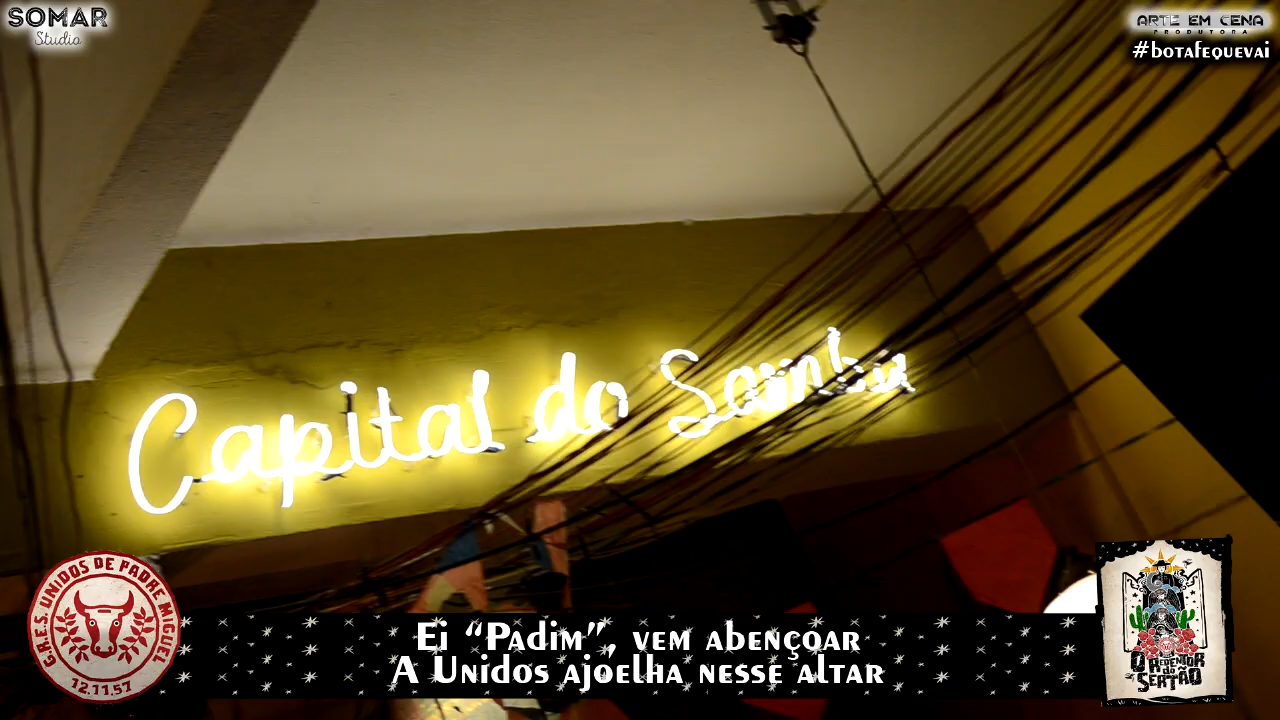 SOMAR
Studio
ARTE EM CENA
PRODUTORA
#botafequevai
Capital do Samba
G.R.E.S. UNIDOS DE PADRE MIGUEL
12.11.57
Ei “Padim”, vem abençoar
A Unidos ajoelha nesse altar
O REDENTOR
do
SERTÃO